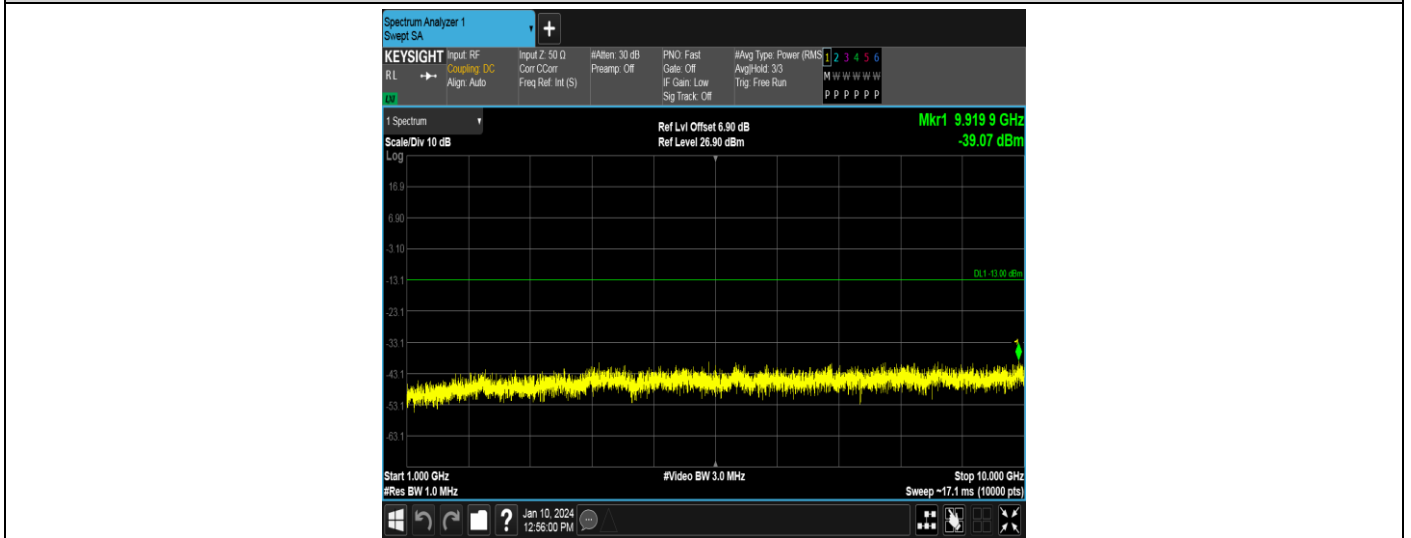 Spectrum Analyzer 1
Swept SA
+
KEYSIGHT Input: RF Input Z: 50 Ω #Atten: 30 dB PNO: Fast #Avg Type: Power (RMS 1 2 3 4 5 6
RL Coupling: DC Corr CCorr Preamp: Off Gate: Off Avg|Hold: 3/3 M W W W W W
Align: Auto Freq Ref: Int (S) IF Gain: Low Trig: Free Run
Sig Track: Off P P P P P P
1 Spectrum Ref Lvl Offset 6.90 dB Mkr1 9.919 9 GHz
Scale/Div 10 dB Ref Level 26.90 dBm -39.07 dBm
Log
16.9
6.90
-3.10
DL1 -13.00 dBm
-13.1
-23.1
-33.1
1
-43.1
-53.1
-63.1
Start 1.000 GHz #Video BW 3.0 MHz Stop 10.000 GHz
#Res BW 1.0 MHz Sweep ~17.1 ms (10000 pts)
? Jan 10, 2024
12:56:00 PM